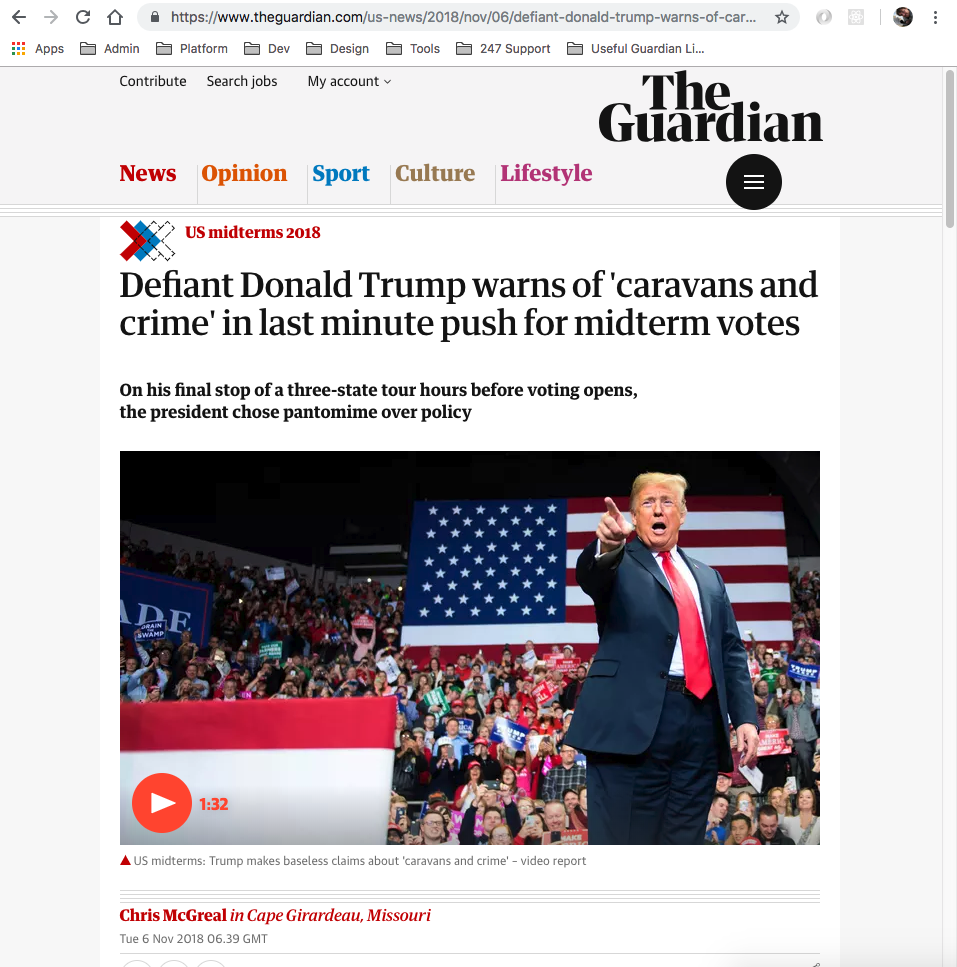 https://www.theguardian.com/us-news/2018/nov/06/defiant-donald-trump-warns-of-car...
Apps Admin Platform Dev Design Tools 247 Support Useful Guardian Li...
Contribute Search jobs My account
The
Guardian
News Opinion Sport Culture Lifestyle
US midterms 2018
Defiant Donald Trump warns of 'caravans and
crime' in last minute push for midterm votes
On his final stop of a three-state tour hours before voting opens,
the president chose pantomime over policy
ADE
DRAIN
THE
SWAMP
TRUMP
1:32
US midterms: Trump makes baseless claims about 'caravans and crime' – video report
Chris McGreal in Cape Girardeau, Missouri
Tue 6 Nov 2018 06.39 GMT